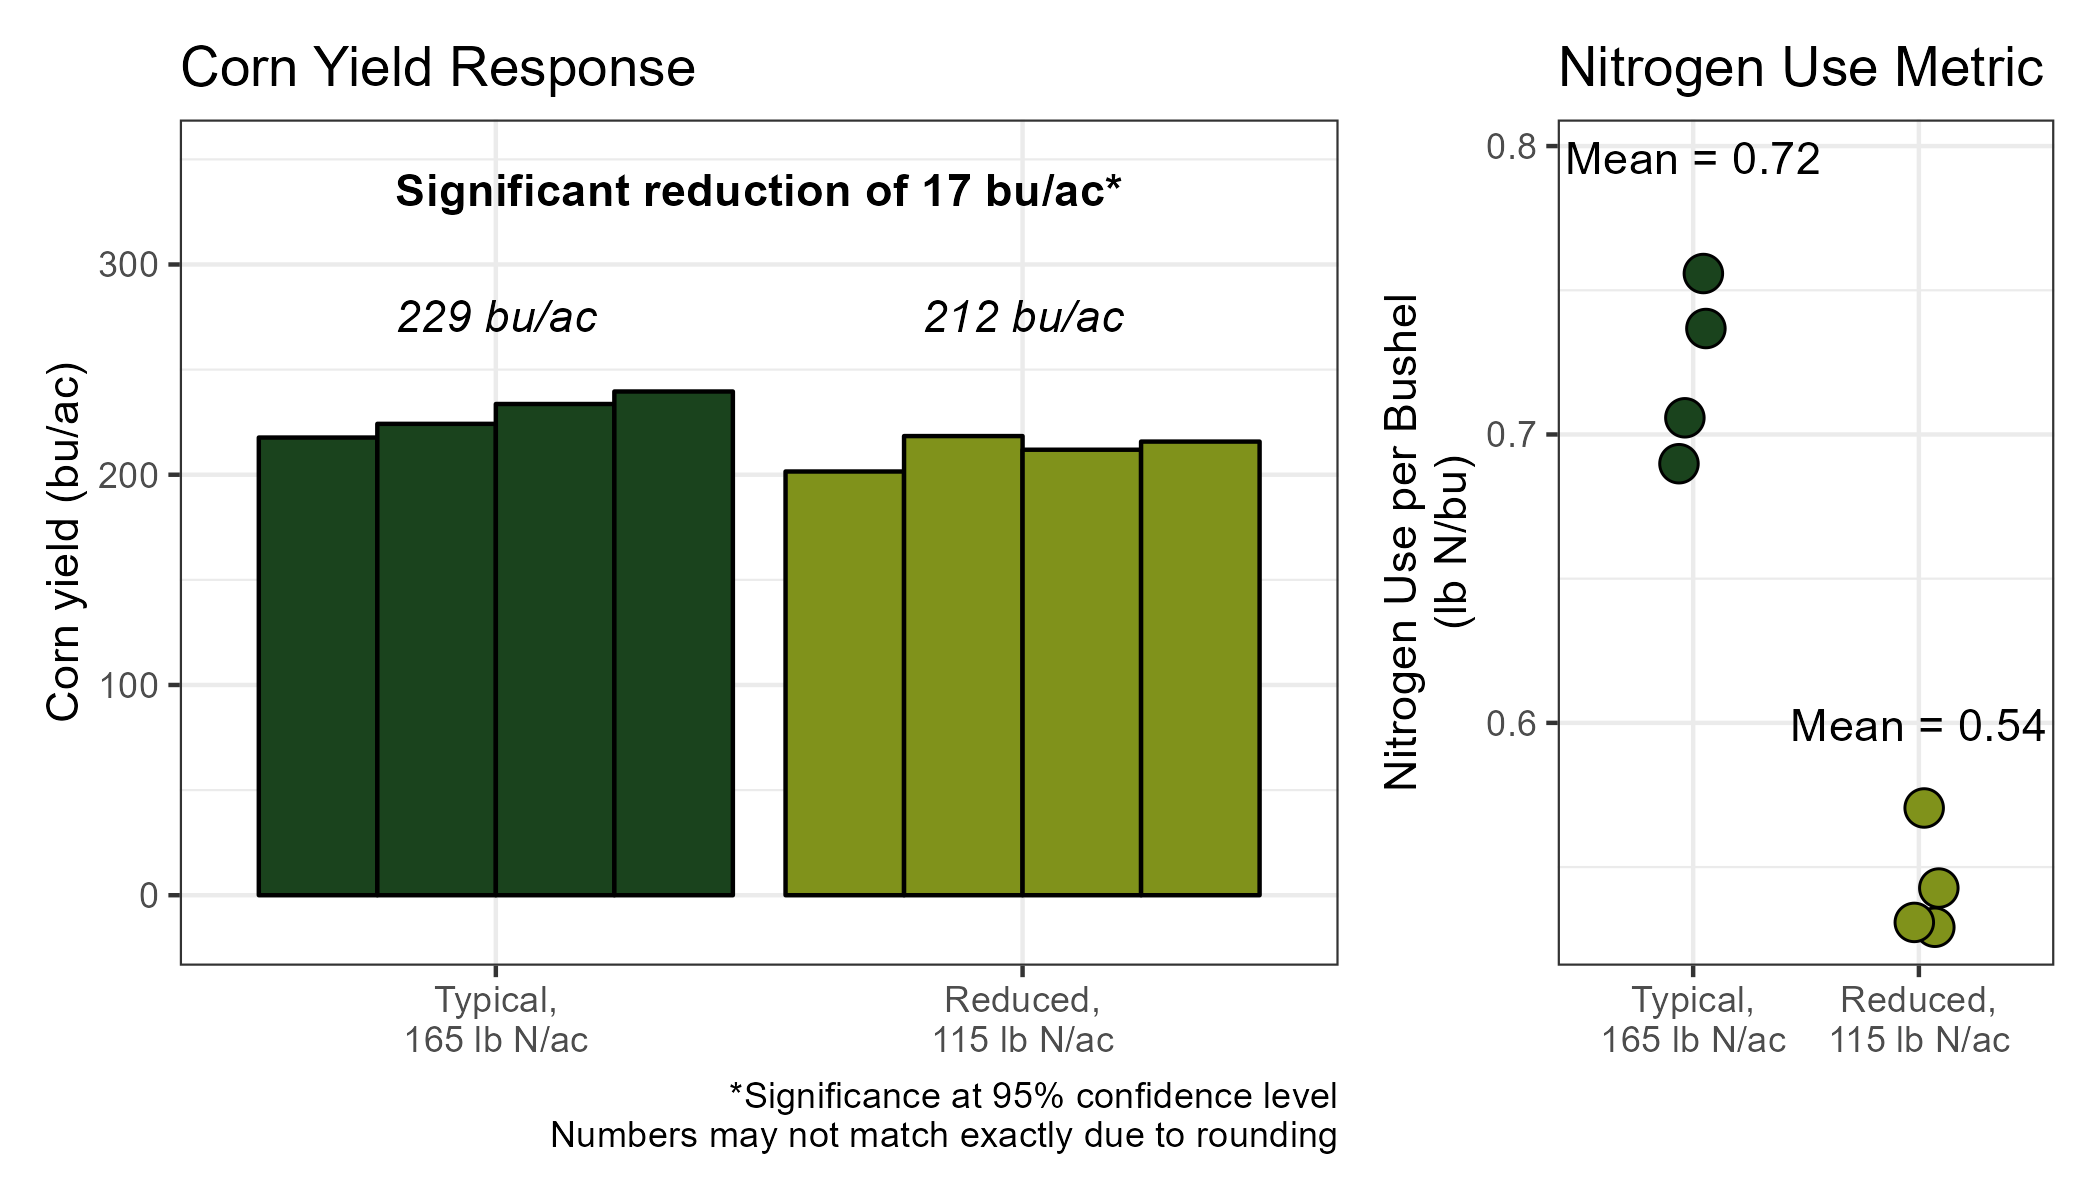 Corn Yield Response
Significant reduction of 17 bu/ac*
229 bu/ac
212 bu/ac
Corn yield (bu/ac)
300
200
100
0
Typical,
165 lb N/ac
Reduced,
115 lb N/ac
*Significance at 95% confidence level
Numbers may not match exactly due to rounding
Nitrogen Use Metric
Nitrogen Use per Bushel
(lb N/bu)
0.8
0.7
0.6
Mean = 0.72
Mean = 0.54
Typical,
165 lb N/ac
Reduced,
115 lb N/ac